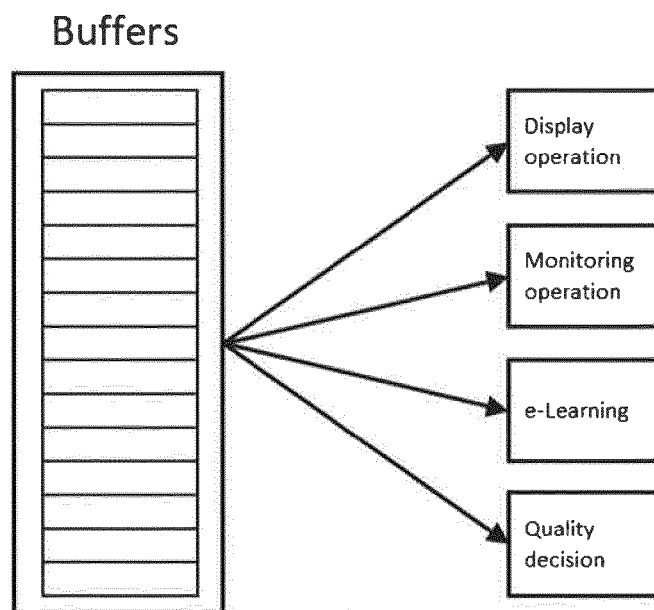 Buffers
Display
operation
Monitoring
operation
e-Learning
Quality
decision